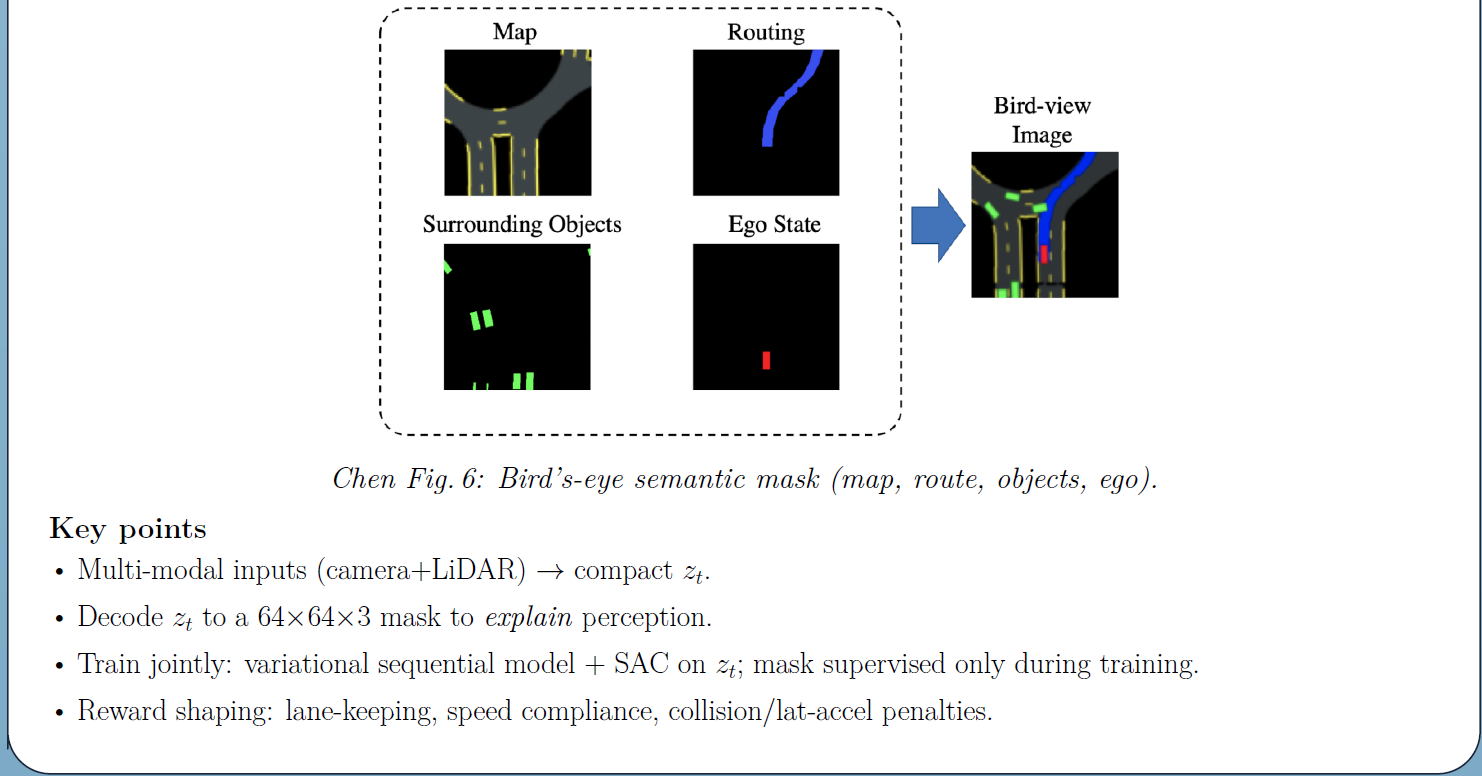 Map
Routing
Surrounding Objects
Ego State
Bird-view
Image
Chen Fig. 6: Bird's-eye semantic mask (map, route, objects, ego).
Key points
• Multi-modal inputs (camera+LiDAR) → compact zₜ.
• Decode zₜ to a 64×64×3 mask to explain perception.
• Train jointly: variational sequential model + SAC on zₜ; mask supervised only during training.
• Reward shaping: lane-keeping, speed compliance, collision/lat-accel penalties.